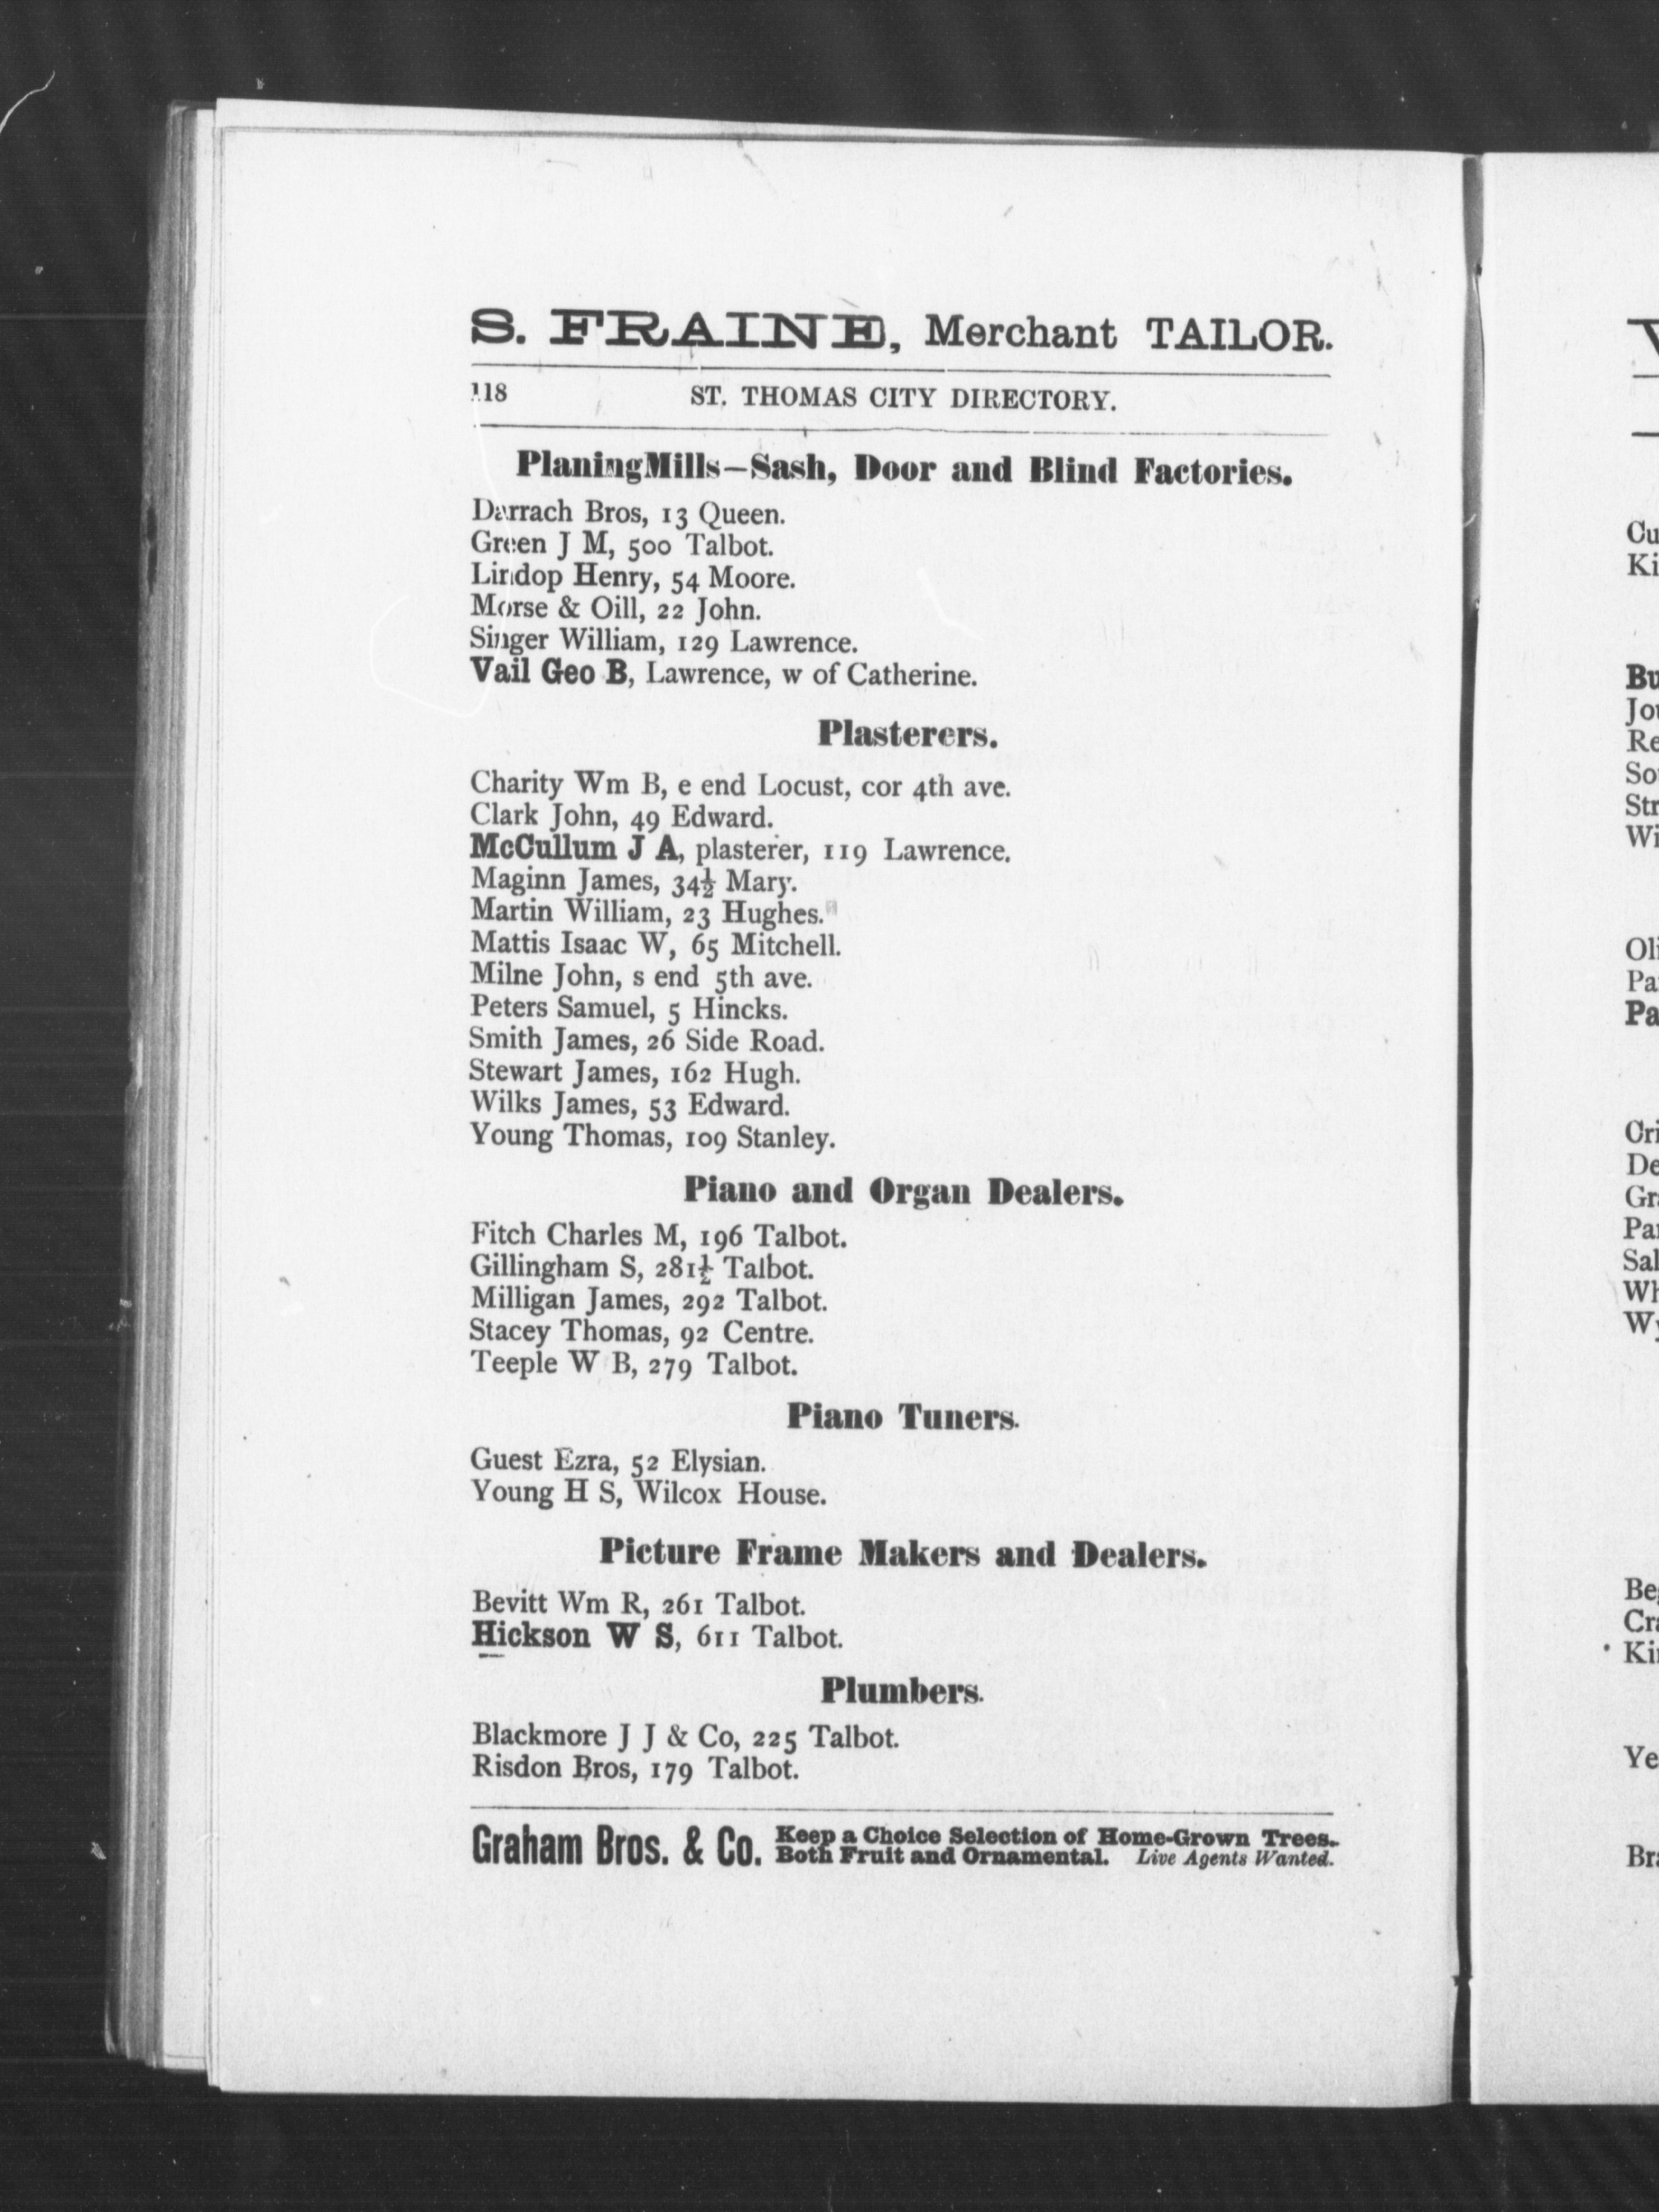 S. FRAINE, Merchant TAILOR.
118 ST. THOMAS CITY DIRECTORY.
Planing Mills—Sash, Door and Blind Factories.
Darrach Bros, 13 Queen.
Green J M, 500 Talbot.
Lindop Henry, 54 Moore.
Morse & Oill, 22 John.
Singer William, 129 Lawrence.
Vail Geo B, Lawrence, w of Catherine.
Plasterers.
Charity Wm B, e end Locust, cor 4th ave.
Clark John, 49 Edward.
McCullum J A, plasterer, 119 Lawrence.
Maginn James, 34½ Mary.
Martin William, 23 Hughes.
Mattis Isaac W, 65 Mitchell.
Milne John, s end 5th ave.
Peters Samuel, 5 Hincks.
Smith James, 26 Side Road.
Stewart James, 162 Hugh.
Wilks James, 53 Edward.
Young Thomas, 109 Stanley.
Piano and Organ Dealers.
Fitch Charles M, 196 Talbot.
Gillingham S, 281½ Talbot.
Milligan James, 292 Talbot.
Stacey Thomas, 92 Centre.
Teeple W B, 279 Talbot.
Piano Tuners.
Guest Ezra, 52 Elysian.
Young H S, Wilcox House.
Picture Frame Makers and Dealers.
Bevitt Wm R, 261 Talbot.
Hickson W S, 611 Talbot.
Plumbers.
Blackmore J J & Co, 225 Talbot.
Risdon Bros, 179 Talbot.
Graham Bros. & Co. Keep a Choice Selection of Home-Grown Trees.
Both Fruit and Ornamental. Live Agents Wanted.